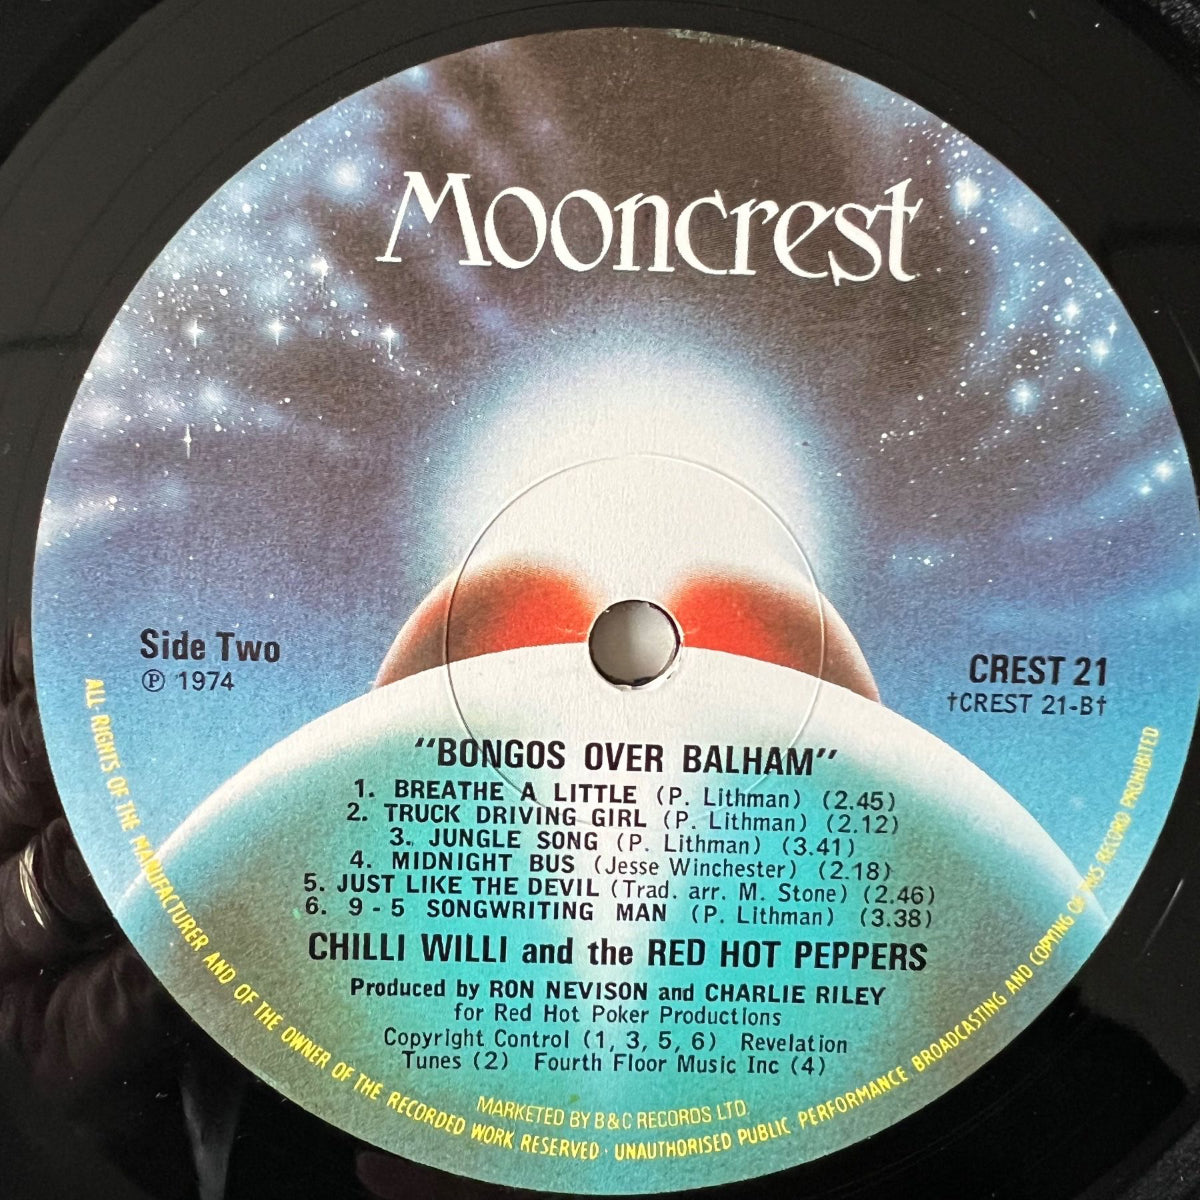 Mooncrest
Side Two
℗ 1974
CREST 21
†CREST 21-B†
"BONGOS OVER BALHAM"
1. BREATHE A LITTLE (P. Lithman) (2.45)
2. TRUCK DRIVING GIRL (P. Lithman) (2.12)
3. JUNGLE SONG (P. Lithman) (3.41)
4. MIDNIGHT BUS (Jesse Winchester) (2.18)
5. JUST LIKE THE DEVIL (Trad. arr. M. Stone) (2.46)
6. 9-5 SONGWRITING MAN (P. Lithman) (3.38)
CHILLI WILLI and the RED HOT PEPPERS
Produced by RON NEVISON and CHARLIE RILEY
for Red Hot Poker Productions
Copyright Control (1, 3, 5, 6) Revelation
Tunes (2) Fourth Floor Music Inc (4)
MARKETED BY B&C RECORDS LTD.
ALL RIGHTS OF THE MANUFACTURER AND OF THE OWNER OF THE RECORDED WORK RESERVED · UNAUTHORISED PUBLIC PERFORMANCE BROADCASTING AND COPYING OF THIS RECORD PROHIBITED